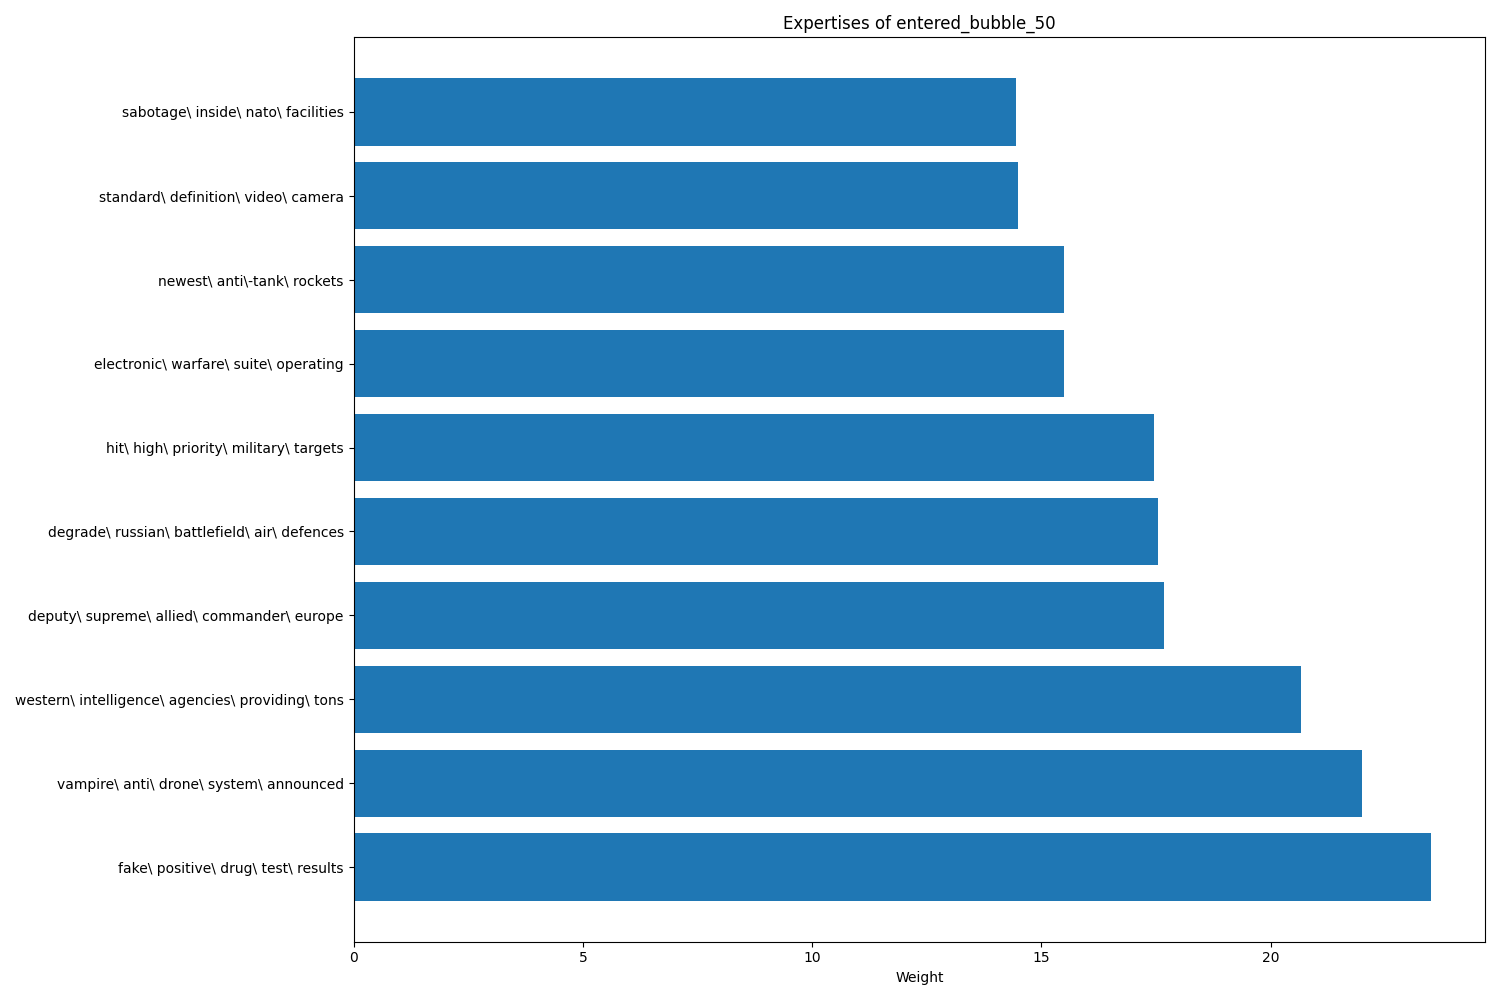 Expertises of entered_bubble_50
sabotage\ inside\ nato\ facilities
standard\ definition\ video\ camera
newest\ anti\-tank\ rockets
electronic\ warfare\ suite\ operating
hit\ high\ priority\ military\ targets
degrade\ russian\ battlefield\ air\ defences
deputy\ supreme\ allied\ commander\ europe
western\ intelligence\ agencies\ providing\ tons
vampire\ anti\ drone\ system\ announced
fake\ positive\ drug\ test\ results
0 5 10 15 20
Weight